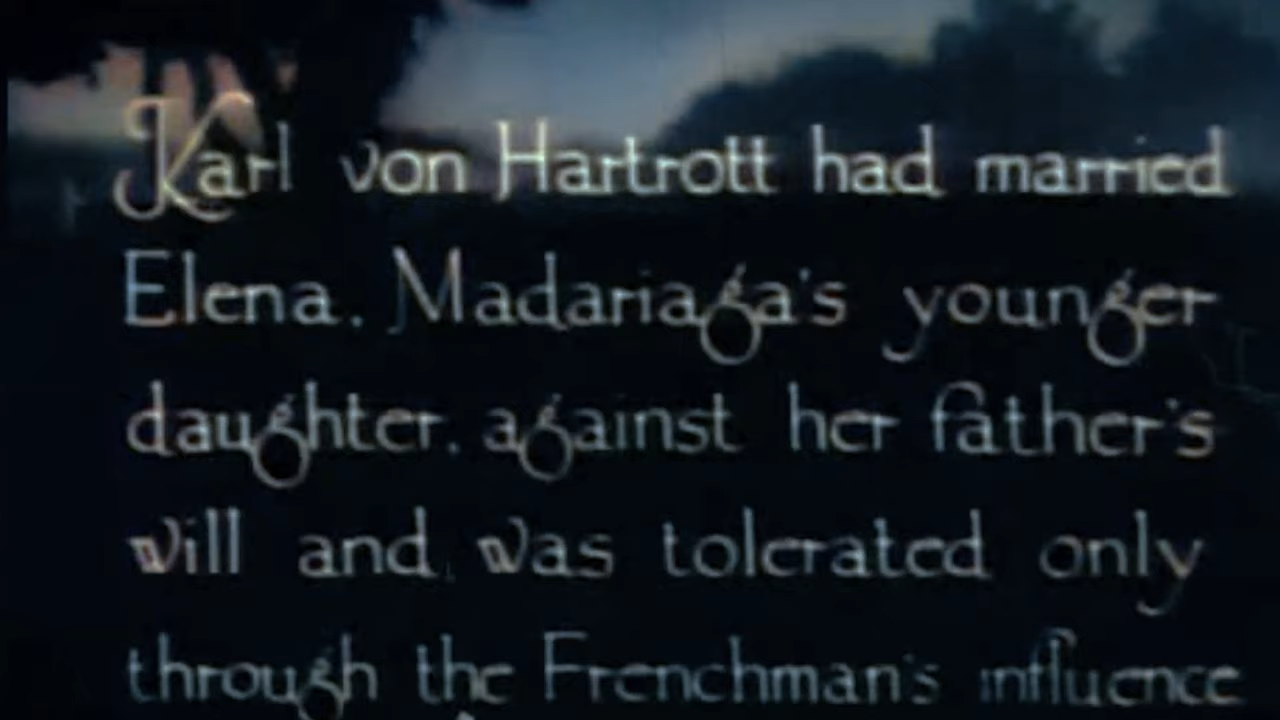 Karl von Hartrott had married
Elena, Madariaga's younger
daughter, against her father's
will and was tolerated only
through the Frenchman's influence